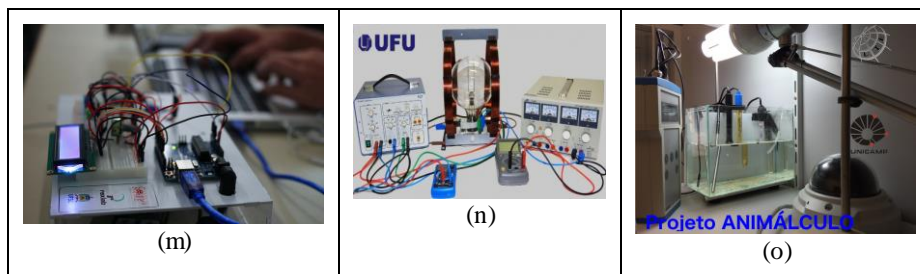 UFU
UNICAMP
Projeto ANIMÁLCULO
(m)
(n)
(o)